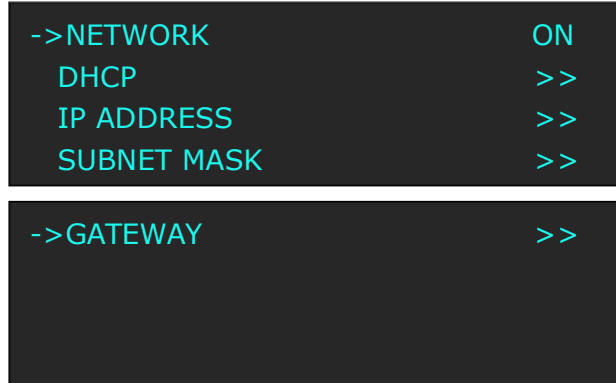 ->NETWORK ON
DHCP >>
IP ADDRESS >>
SUBNET MASK >>
->GATEWAY >>